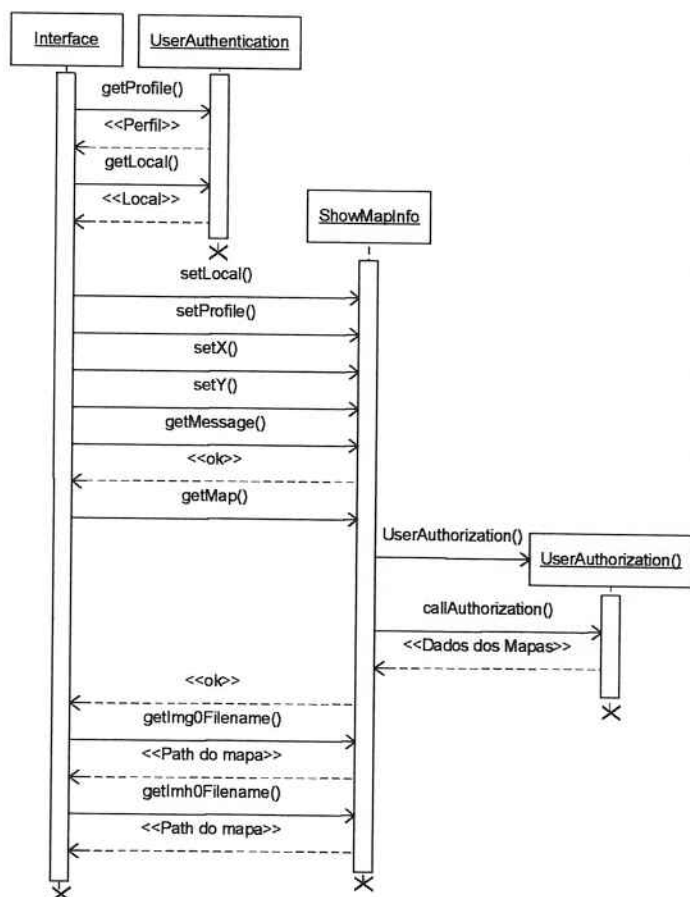 Interface
UserAuthentication
getProfile()
<<Perfil>>
getLocal()
<<Local>>
ShowMapInfo
setLocal()
setProfile()
setX()
setY()
getMessage()
<<ok>>
getMap()
UserAuthorization()
UserAuthorization()
callAuthorization()
<<Dados dos Mapas>>
<<ok>>
getImg0Filename()
<<Path do mapa>>
getImh0Filename()
<<Path do mapa>>